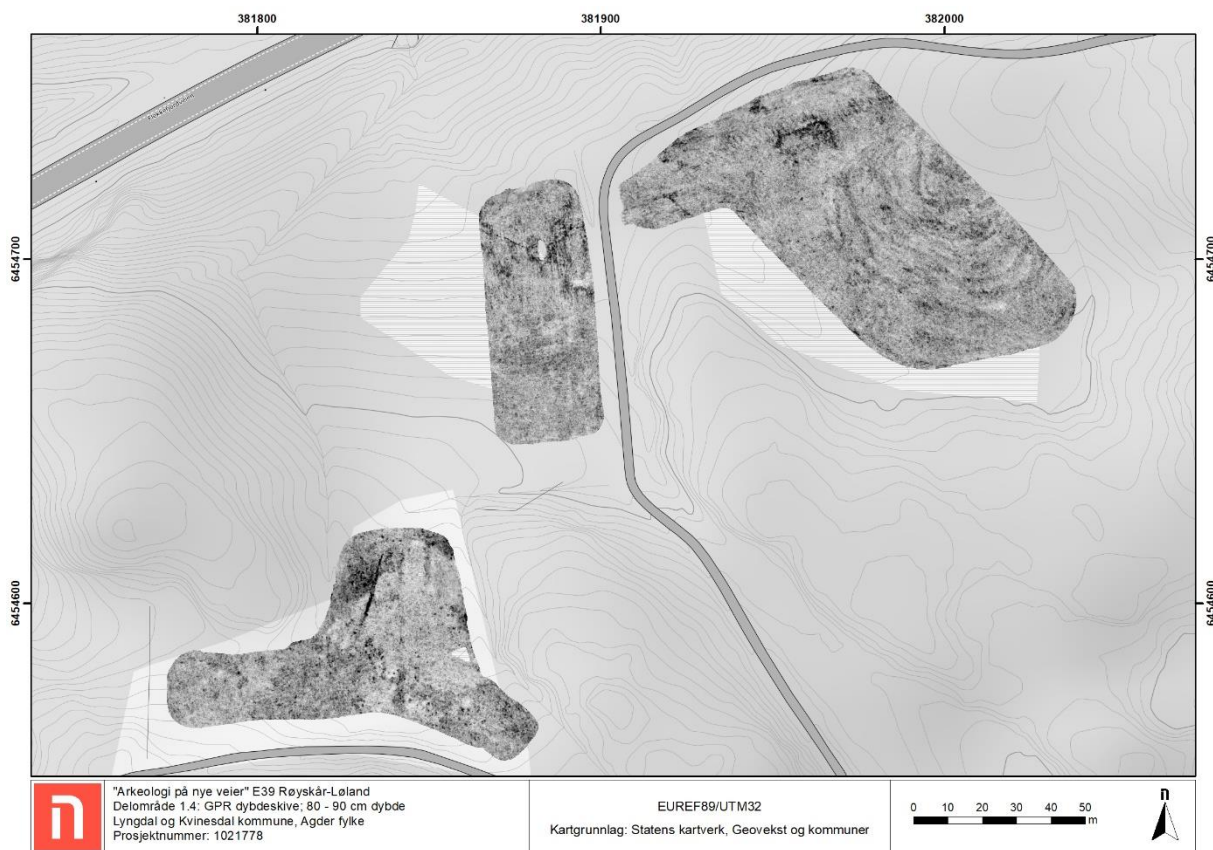 381800 381900 382000
6454700 6454700
6454600 6454600
"Arkeologi på nye veier" E39 Røyskår-Løland
Delområde 1.4: GPR dybdeskive; 80 - 90 cm dybde
Lyngdal og Kvinesdal kommune, Agder fylke
Prosjektnummer: 1021778
EUREF89/UTM32
Kartgrunnlag: Statens kartverk, Geovekst og kommuner
0 10 20 30 40 50
m
n